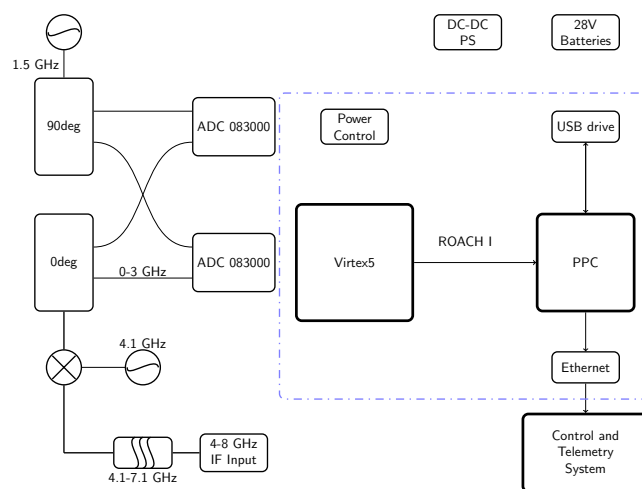 DC-DC
PS
28V
Batteries
1.5 GHz
90deg
ADC 083000
Power
Control
USB drive
0deg
0-3 GHz
ADC 083000
Virtex5
ROACH I
PPC
4.1 GHz
Ethernet
4-8 GHz
IF Input
4.1-7.1 GHz
Control and
Telemetry
System